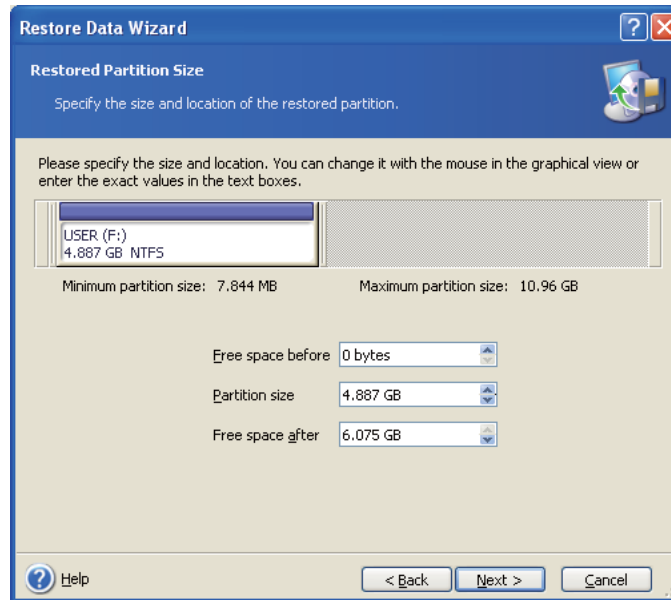 Restore Data Wizard
Restored Partition Size
Specify the size and location of the restored partition.
Please specify the size and location. You can change it with the mouse in the graphical view or
enter the exact values in the text boxes.
USER (F:)
4.887 GB NTFS
Minimum partition size: 7.844 MB Maximum partition size: 10.96 GB
Free space before 0 bytes
Partition size 4.887 GB
Free space after 6.075 GB
Help < Back Next > Cancel